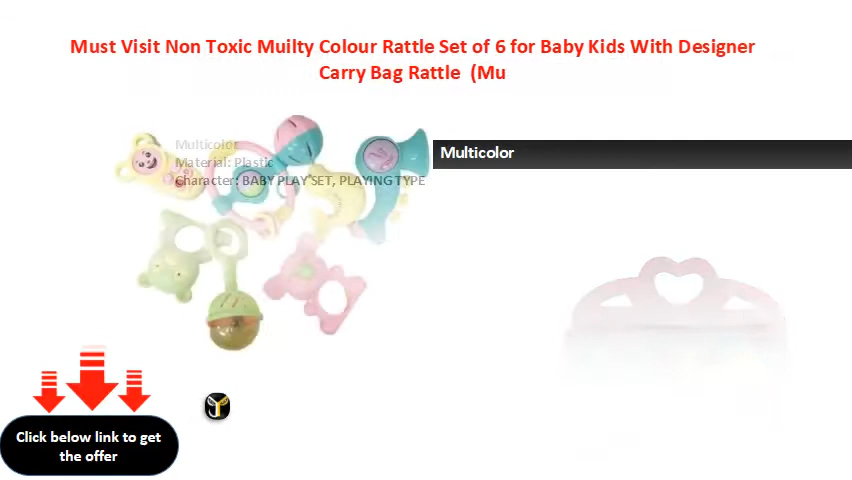 Must Visit Non Toxic Muilty Colour Rattle Set of 6 for Baby Kids With Designer
Carry Bag Rattle (Mu
Multicolor
Material: Plastic
Character: BABY PLAY SET, PLAYING TYPE
Multicolor
Click below link to get
the offer